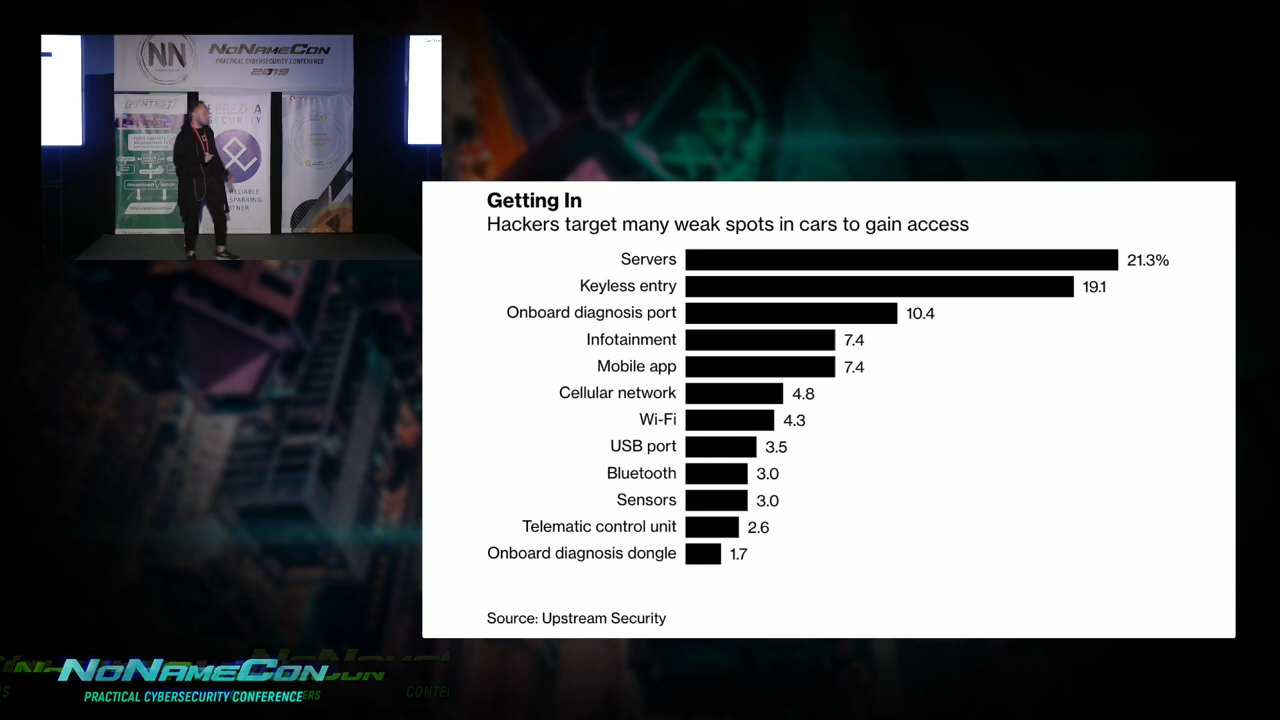 NN
NoNameCon
PRACTICAL CYBERSECURITY CONFERENCE
2019
PENTEST
SECURITY
Getting In
Hackers target many weak spots in cars to gain access
Servers 21.3%
Keyless entry 19.1
Onboard diagnosis port 10.4
Infotainment 7.4
Mobile app 7.4
Cellular network 4.8
Wi-Fi 4.3
USB port 3.5
Bluetooth 3.0
Sensors 3.0
Telematic control unit 2.6
Onboard diagnosis dongle 1.7
Source: Upstream Security
NoNameCon
PRACTICAL CYBERSECURITY CONFERENCE